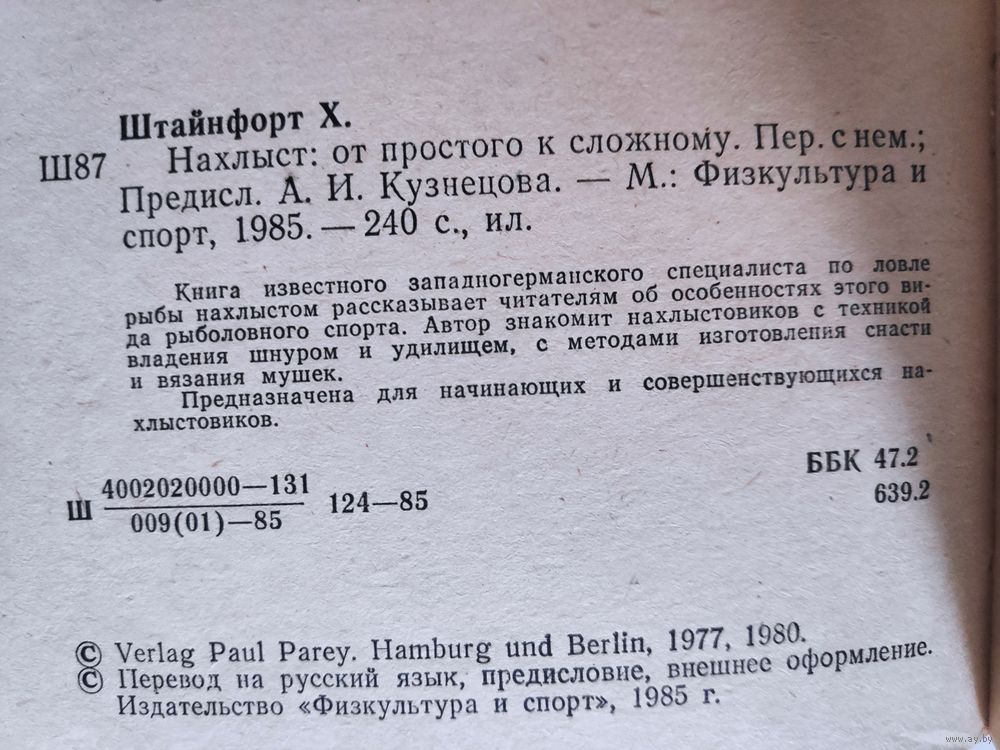 Штайнфорт Х.
Ш87 Нахлыст: от простого к сложному. Пер. с нем.;
Предисл. А. И. Кузнецова. — М.: Физкультура и
спорт, 1985. — 240 с., ил.
Книга известного западногерманского специалиста по ловле
рыбы нахлыстом рассказывает читателям об особенностях этого ви-
да рыболовного спорта. Автор знакомит нахлыстовиков с техникой
владения шнуром и удилищем, с методами изготовления снасти
и вязания мушек.
Предназначена для начинающих и совершенствующихся на-
хлыстовиков.
Ш 4002020000—131
009(01)—85
124—85
ББК 47.2
639.2
© Verlag Paul Parey. Hamburg und Berlin, 1977, 1980.
© Перевод на русский язык, предисловие, внешнее оформление.
Издательство «Физкультура и спорт», 1985 г.
www.ay.by